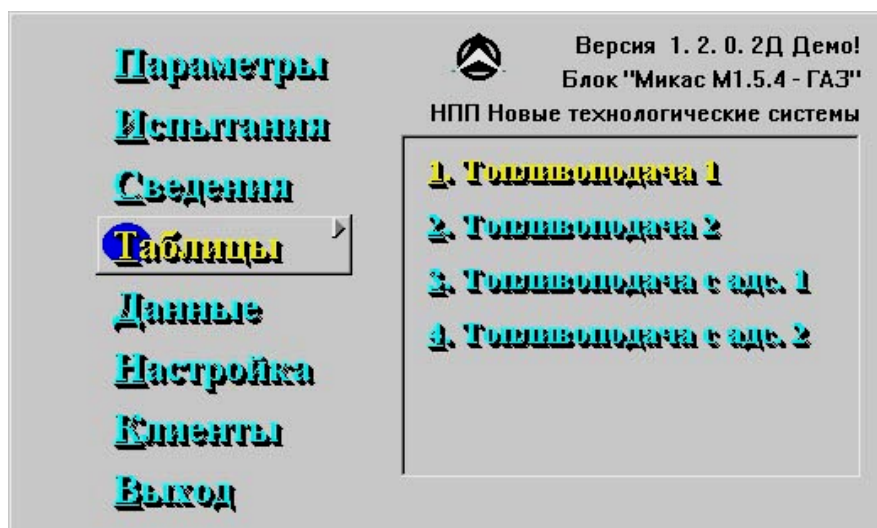 Параметры
Испытания
Сведения
Таблицы
Данные
Настройка
Клиенты
Выход
Версия 1. 2. 0. 2Д Демо!
Блок "Микас М1.5.4 - ГАЗ"
НПП Новые технологические системы
1. Топливоподача 1
2. Топливоподача 2
3. Топливоподача с адс. 1
4. Топливоподача с адс. 2